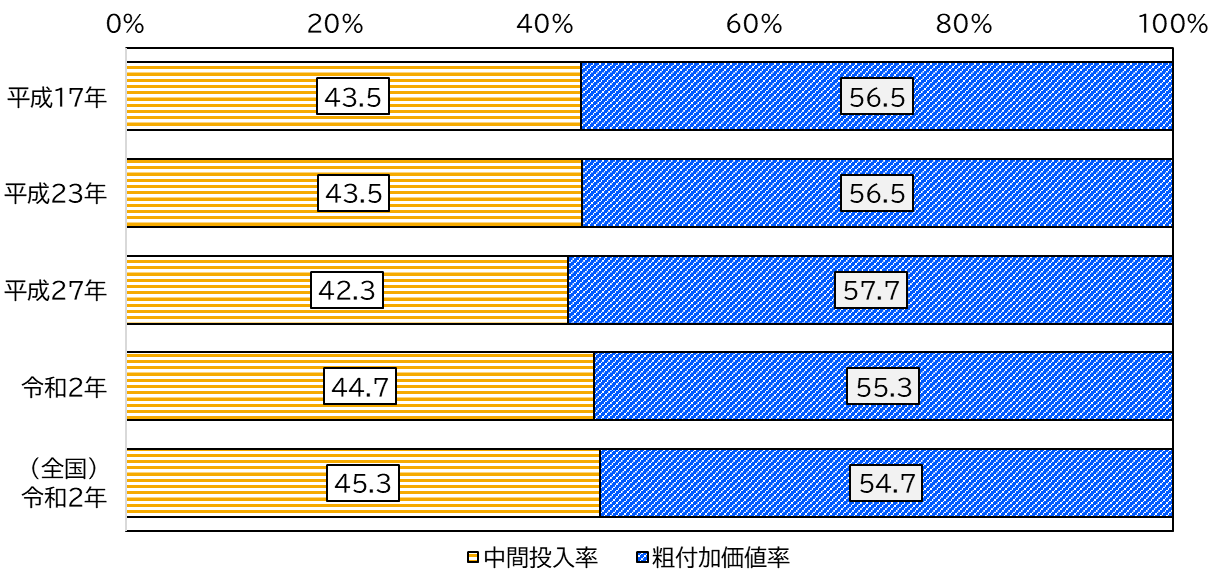 0% 20% 40% 60% 80% 100%
平成17年 43.5 56.5
平成23年 43.5 56.5
平成27年 42.3 57.7
令和2年 44.7 55.3
（全国）
令和2年 45.3 54.7
中間投入率 粗付加価値率